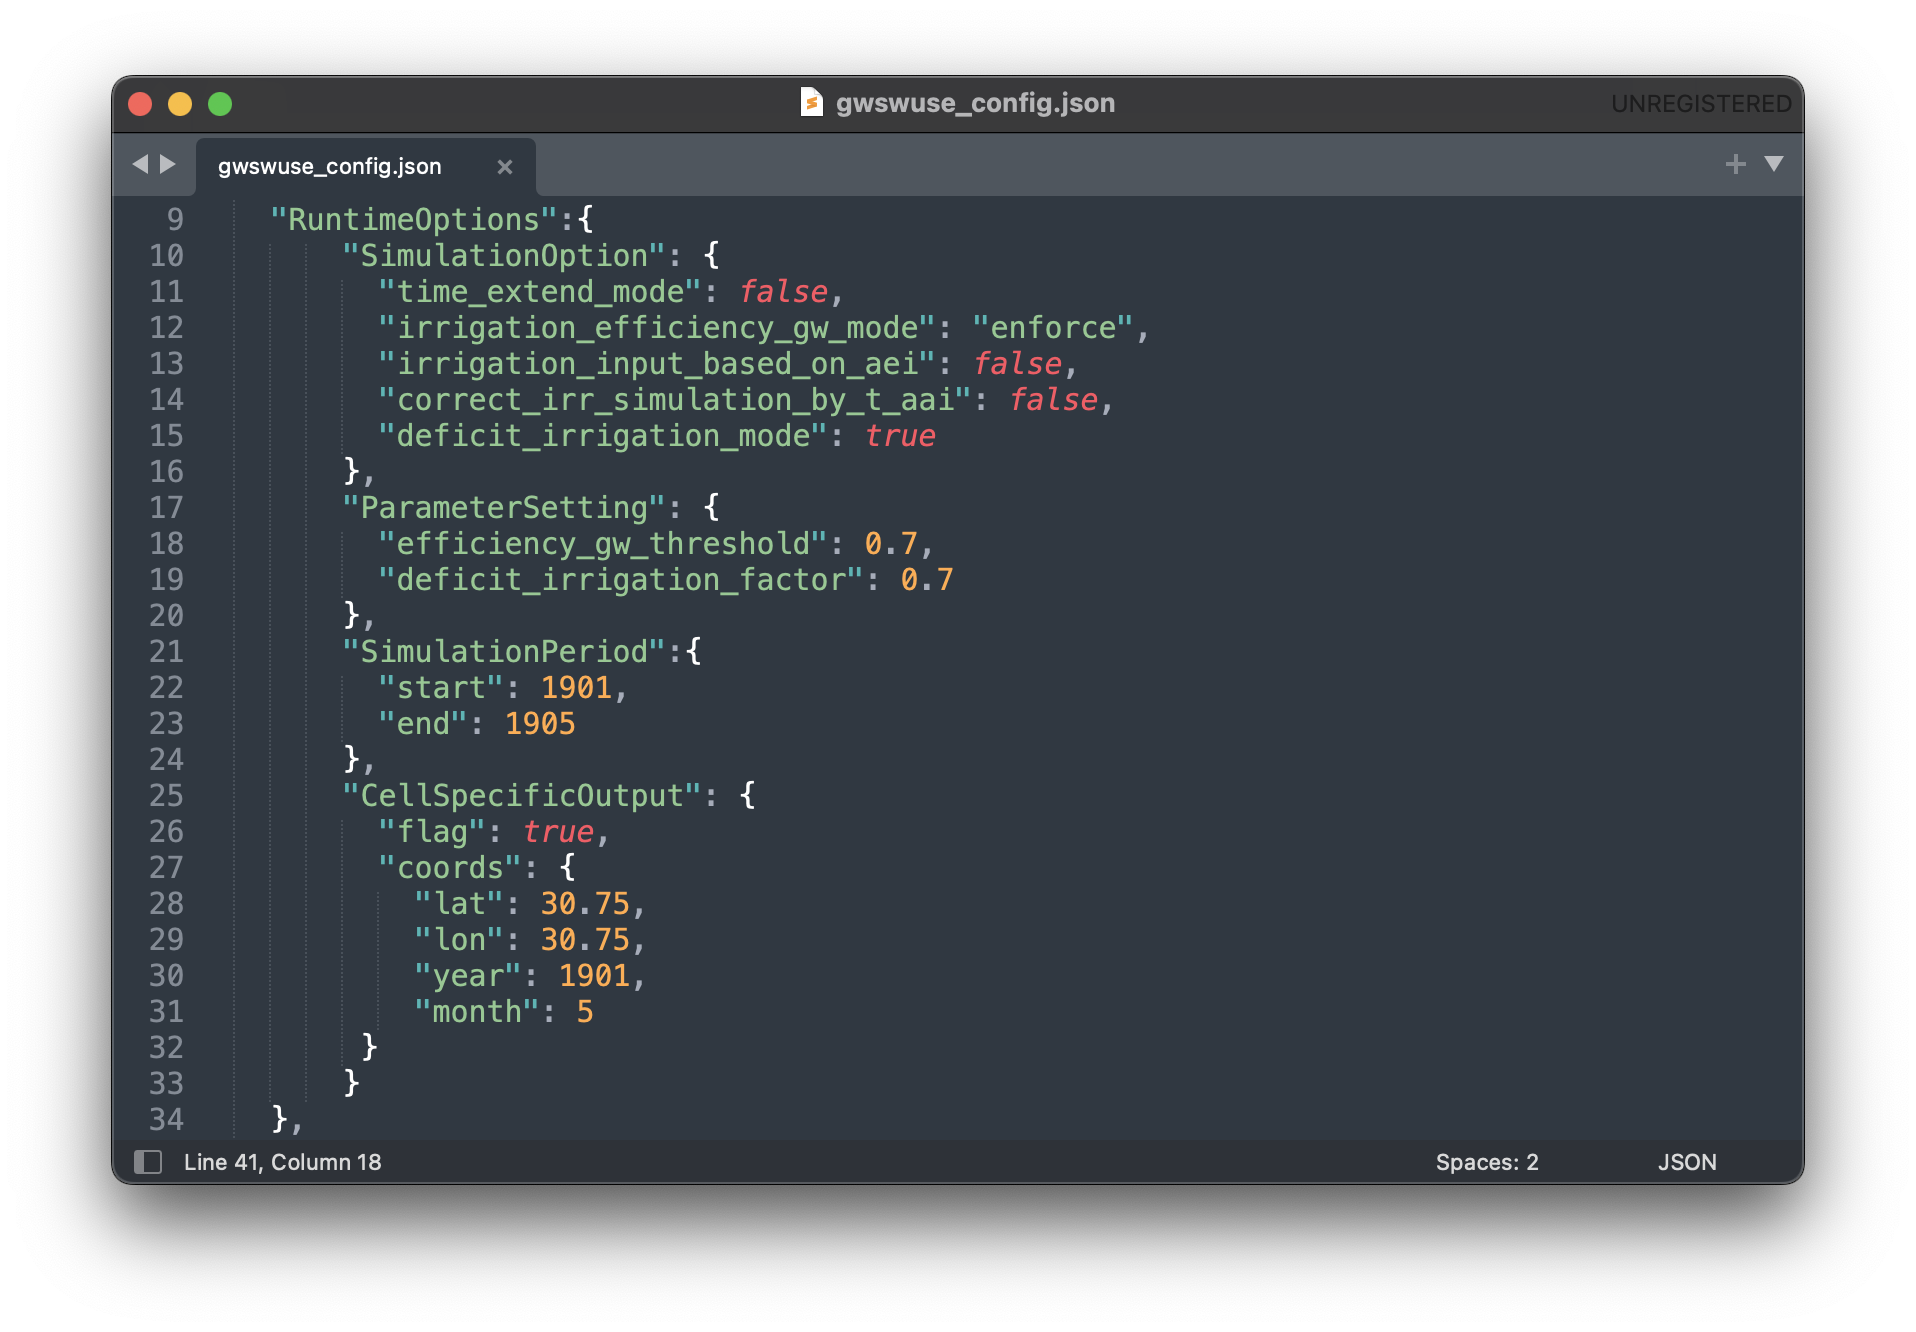 gwswuse_config.json
UNREGISTERED
gwswuse_config.json
9 "RuntimeOptions":{
10 "SimulationOption": {
11 "time_extend_mode": false,
12 "irrigation_efficiency_gw_mode": "enforce",
13 "irrigation_input_based_on_aei": false,
14 "correct_irr_simulation_by_t_aai": false,
15 "deficit_irrigation_mode": true
16 },
17 "ParameterSetting": {
18 "efficiency_gw_threshold": 0.7,
19 "deficit_irrigation_factor": 0.7
20 },
21 "SimulationPeriod":{
22 "start": 1901,
23 "end": 1905
24 },
25 "CellSpecificOutput": {
26 "flag": true,
27 "coords": {
28 "lat": 30.75,
29 "lon": 30.75,
30 "year": 1901,
31 "month": 5
32 }
33 }
34 },
Line 41, Column 18
Spaces: 2
JSON